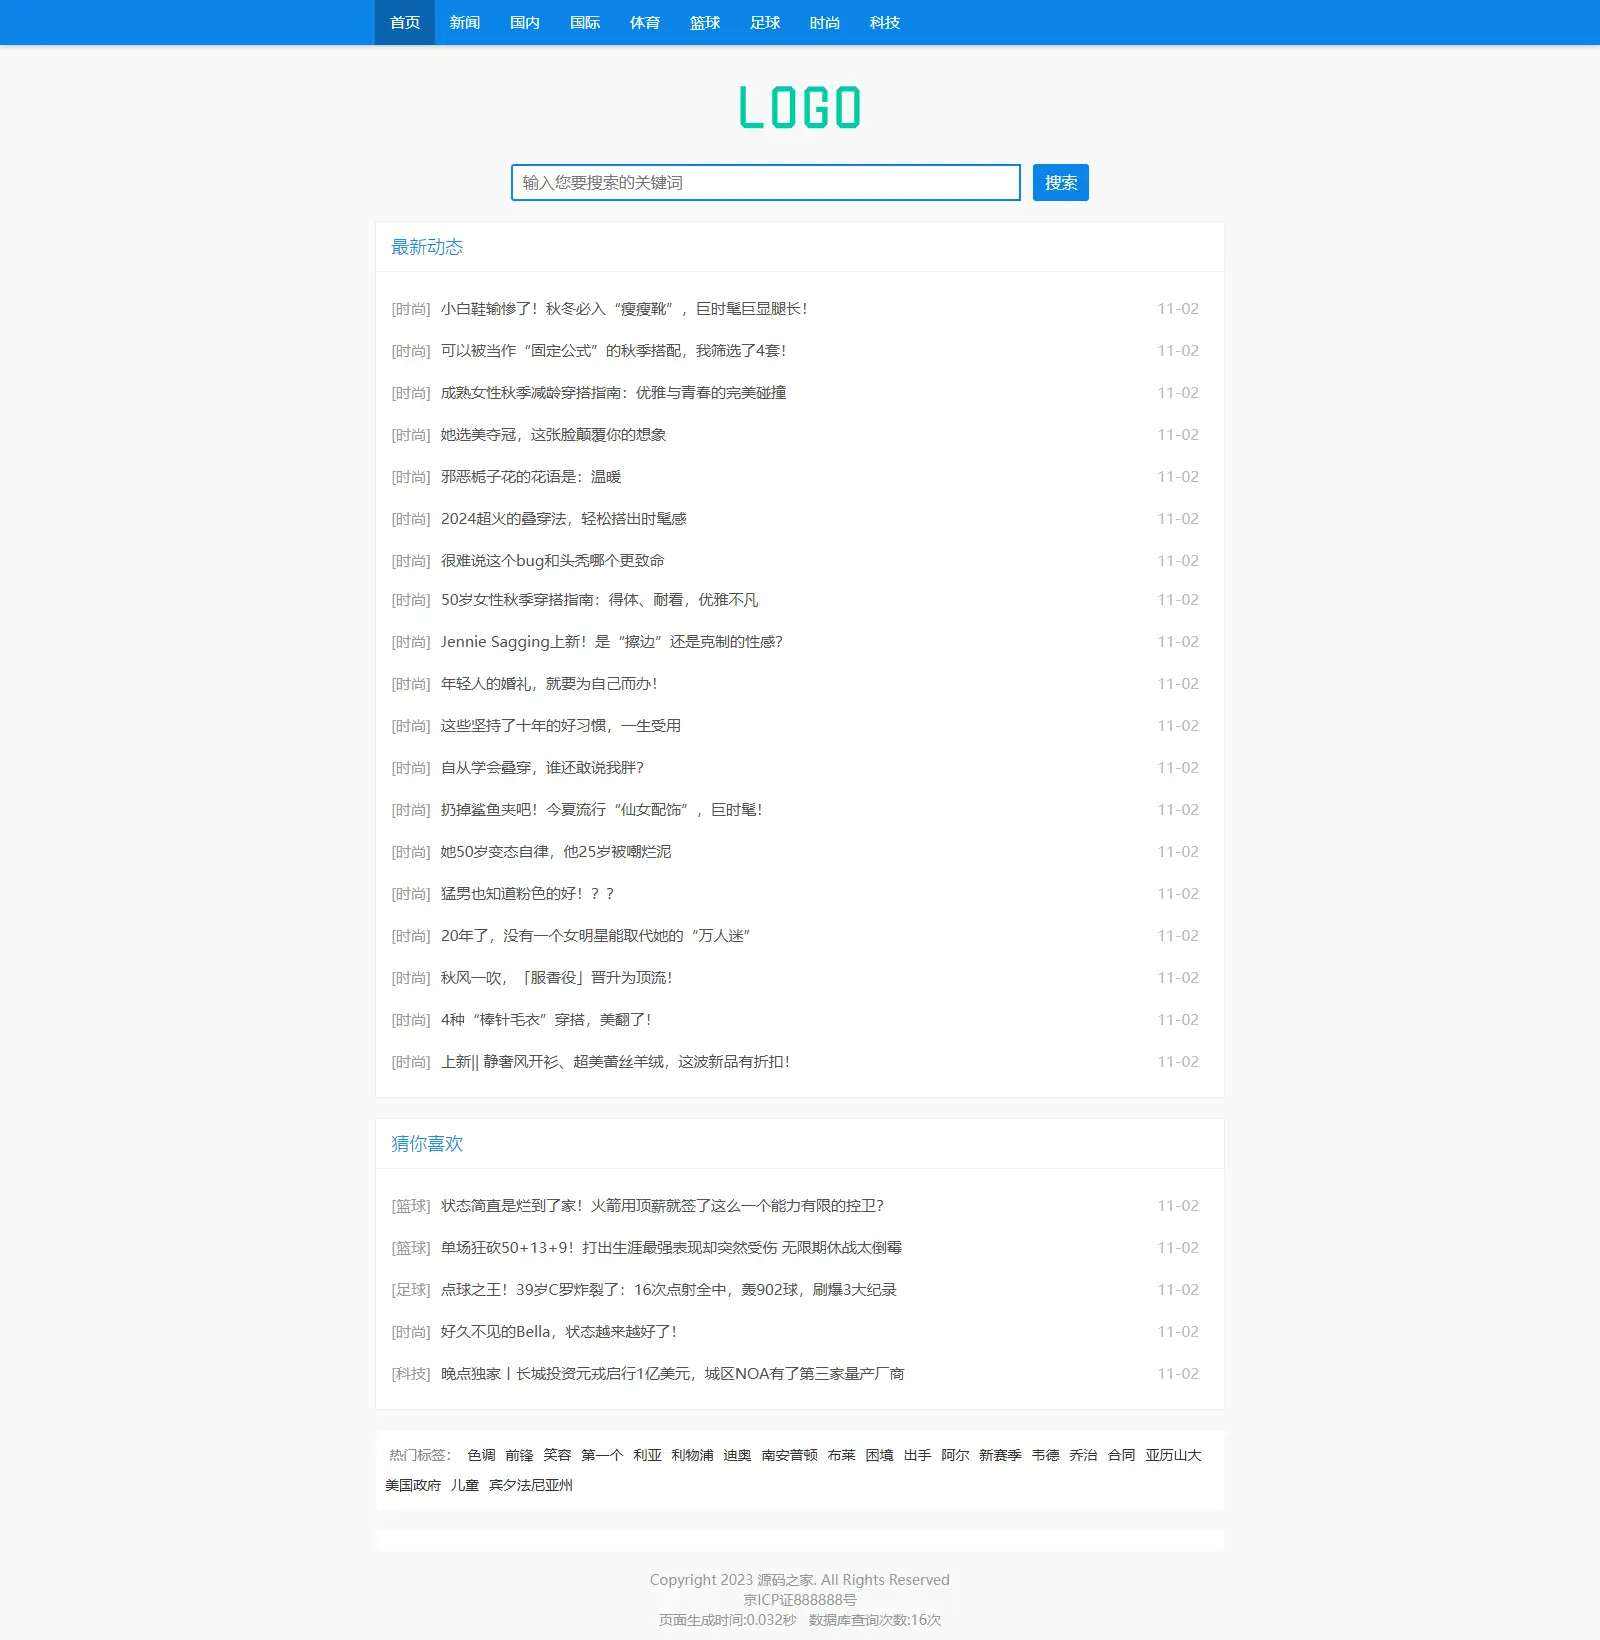 首页 新闻 国内 国际 体育 篮球 足球 时尚 科技
LOGO
输入您要搜索的关键词 搜索
最新动态
[时尚] 小白鞋输惨了！秋冬必入“瘦瘦靴”，巨时髦巨显腿长！ 11-02
[时尚] 可以被当作“固定公式”的秋季搭配，我筛选了4套！ 11-02
[时尚] 成熟女性秋季减龄穿搭指南：优雅与青春的完美碰撞 11-02
[时尚] 她选美夺冠，这张脸颠覆你的想象 11-02
[时尚] 邪恶栀子花的花语是：温暖 11-02
[时尚] 2024超火的叠穿法，轻松搭出时髦感 11-02
[时尚] 很难说这个bug和头秃哪个更致命 11-02
[时尚] 50岁女性秋季穿搭指南：得体、耐看，优雅不凡 11-02
[时尚] Jennie Sagging上新！是“擦边”还是克制的性感？ 11-02
[时尚] 年轻人的婚礼，就要为自己而办！ 11-02
[时尚] 这些坚持了十年的好习惯，一生受用 11-02
[时尚] 自从学会叠穿，谁还敢说我胖？ 11-02
[时尚] 扔掉鲨鱼夹吧！今夏流行“仙女配饰”，巨时髦！ 11-02
[时尚] 她50岁变态自律，他25岁被嘲烂泥 11-02
[时尚] 猛男也知道粉色的好！？？ 11-02
[时尚] 20年了，没有一个女明星能取代她的“万人迷” 11-02
[时尚] 秋风一吹，「服香役」晋升为顶流！ 11-02
[时尚] 4种“棒针毛衣”穿搭，美翻了！ 11-02
[时尚] 上新|| 静奢风开衫、超美蕾丝羊绒，这波新品有折扣！ 11-02
猜你喜欢
[篮球] 状态简直是烂到了家！火箭用顶薪就签了这么一个能力有限的控卫？ 11-02
[篮球] 单场狂砍50+13+9！打出生涯最强表现却突然受伤 无限期休战太倒霉 11-02
[足球] 点球之王！39岁C罗炸裂了：16次点射全中，轰902球，刷爆3大纪录 11-02
[时尚] 好久不见的Bella，状态越来越好了！ 11-02
[科技] 晚点独家丨长城投资元戎启行1亿美元，城区NOA有了第三家量产厂商 11-02
热门标签： 色调 前锋 笑容 第一个 利亚 利物浦 迪奥 南安普顿 布莱 困境 出手 阿尔 新赛季 韦德 乔治 合同 亚历山大
美国政府 儿童 宾夕法尼亚州
Copyright 2023 源码之家. All Rights Reserved
京ICP证888888号
页面生成时间:0.032秒 数据库查询次数:16次